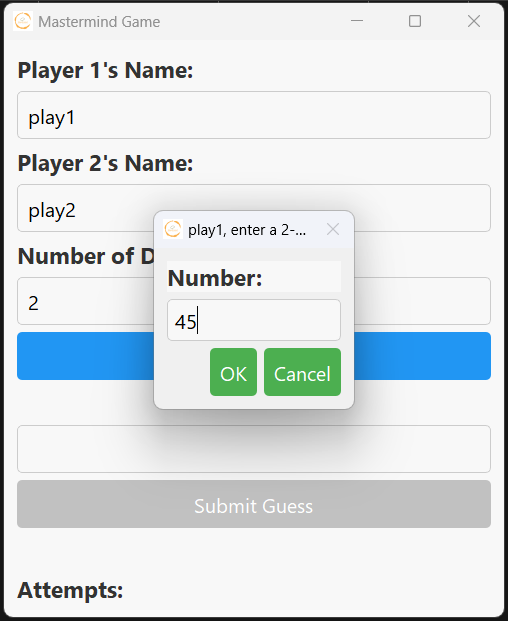 Mastermind Game
Player 1's Name:
play1
Player 2's Name:
play2
Number of D
2
play1, enter a 2-...
Number:
45
OK Cancel
Submit Guess
Attempts: